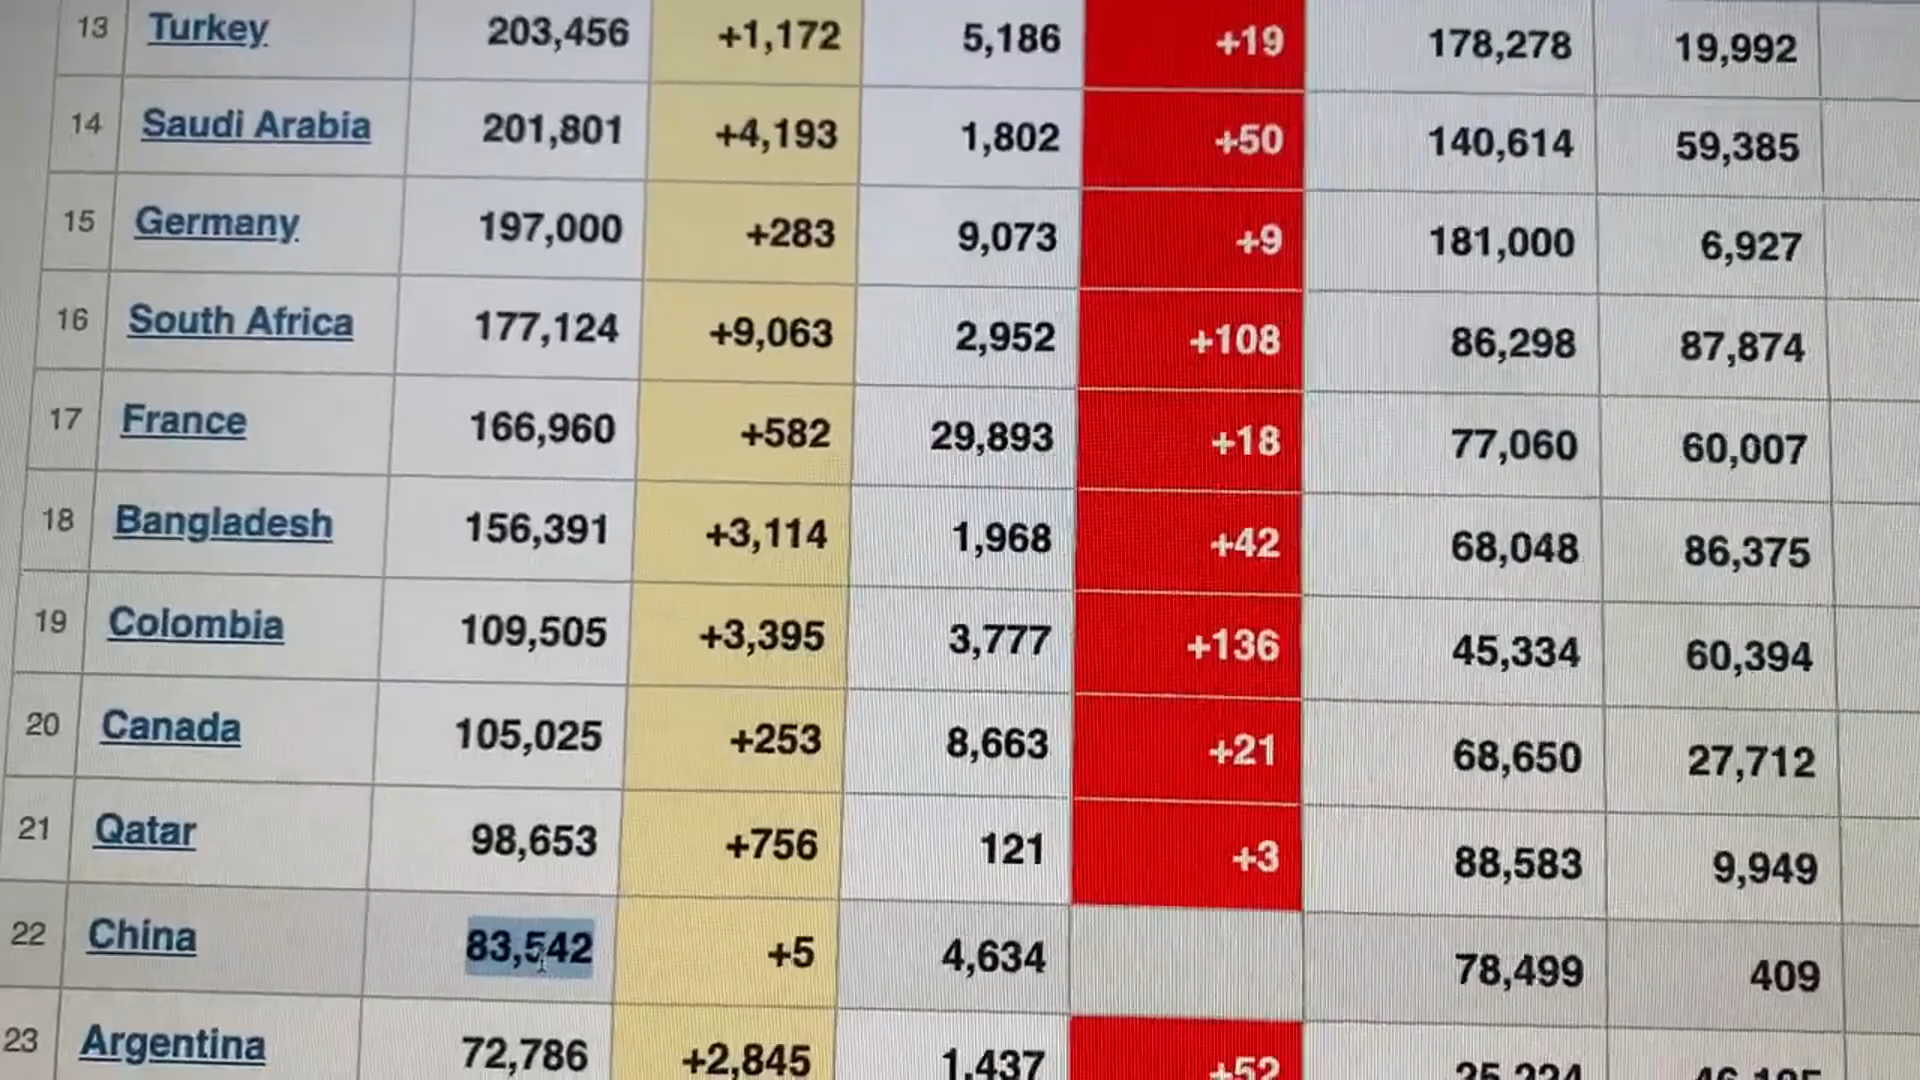 13 Turkey 203,456 +1,172 5,186 +19 178,278 19,992
14 Saudi Arabia 201,801 +4,193 1,802 +50 140,614 59,385
15 Germany 197,000 +283 9,073 +9 181,000 6,927
16 South Africa 177,124 +9,063 2,952 +108 86,298 87,874
17 France 166,960 +582 29,893 +18 77,060 60,007
18 Bangladesh 156,391 +3,114 1,968 +42 68,048 86,375
19 Colombia 109,505 +3,395 3,777 +136 45,334 60,394
20 Canada 105,025 +253 8,663 +21 68,650 27,712
21 Qatar 98,653 +756 121 +3 88,583 9,949
22 China 83,542 +5 4,634 78,499 409
23 Argentina 72,786 +2,845 1,437 +52